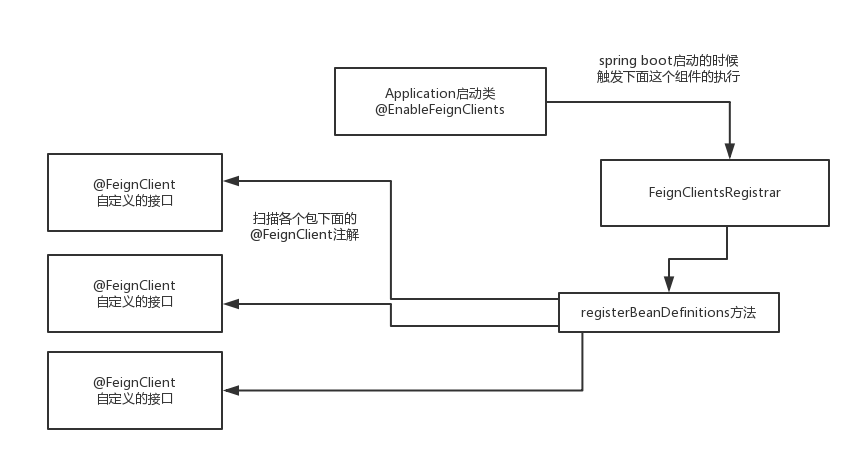 spring boot启动的时候
触发下面这个组件的执行
Application启动类
@EnableFeignClients
FeignClientsRegistrar
@FeignClient
自定义的接口
扫描各个包下面的
@FeignClient注解
@FeignClient
自定义的接口
registerBeanDefinitions方法
@FeignClient
自定义的接口